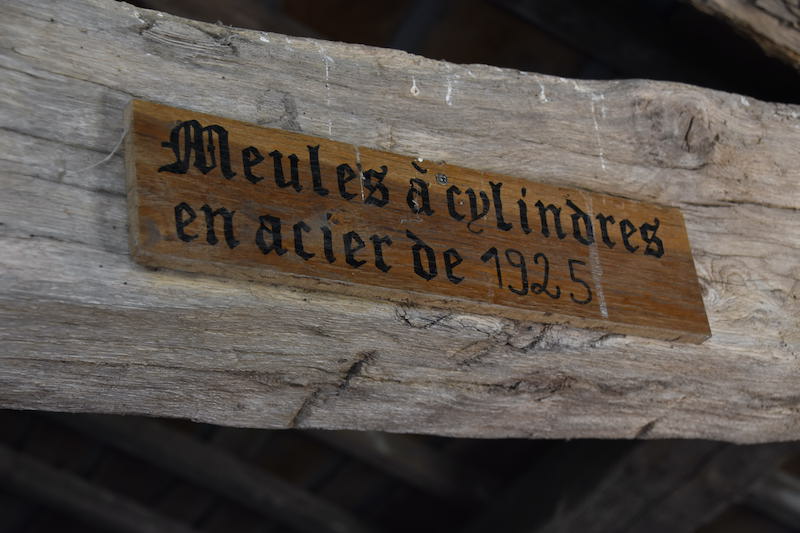 Meules à cylindres
en acier de 1925